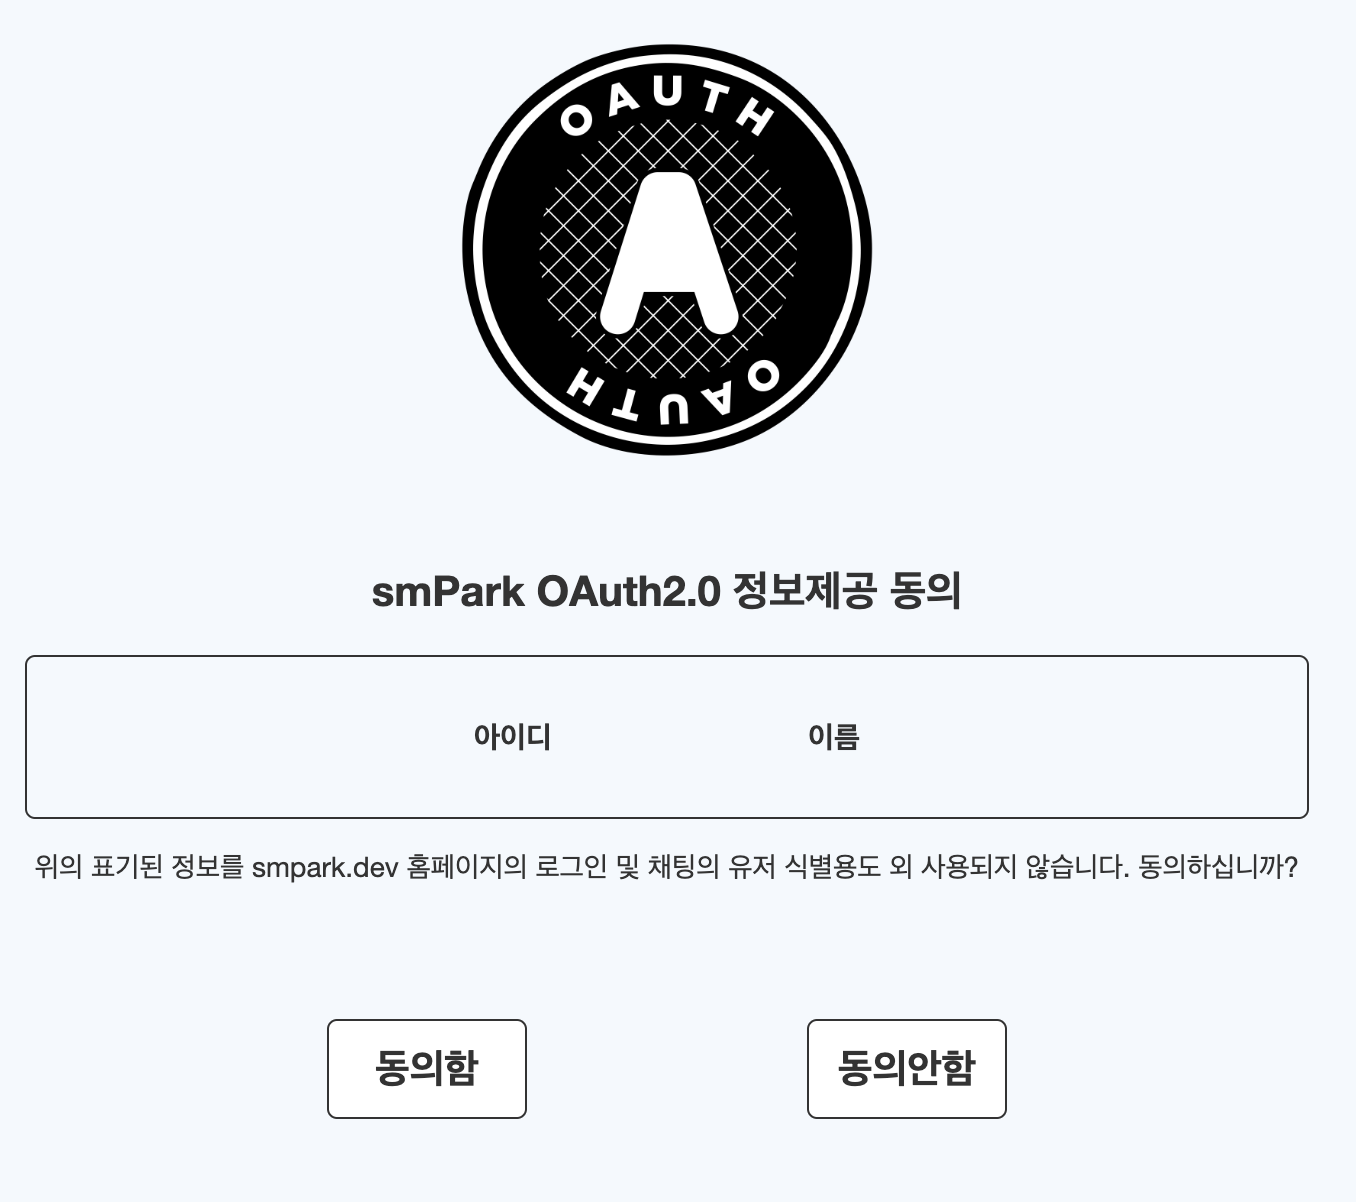 OAUTH
OAUTH
smPark OAuth2.0 정보제공 동의
아이디 이름
위의 표기된 정보를 smpark.dev 홈페이지의 로그인 및 채팅의 유저 식별용도 외 사용되지 않습니다. 동의하십니까?
동의함 동의안함